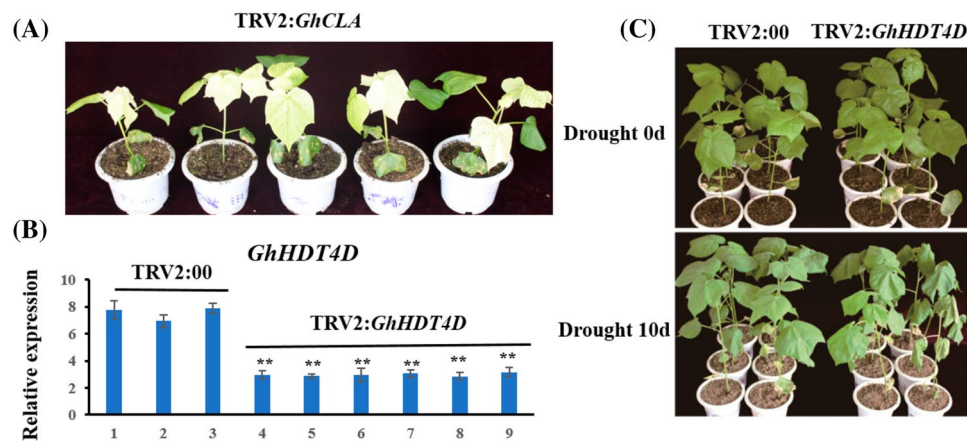 (A)
TRV2:GhCLA
(B)
GhHDT4D
TRV2:00
TRV2:GhHDT4D
Relative expression
10
8
6
4
2
0
** ** ** ** ** **
1 2 3 4 5 6 7 8 9
(C)
TRV2:00 TRV2:GhHDT4D
Drought 0d
Drought 10d